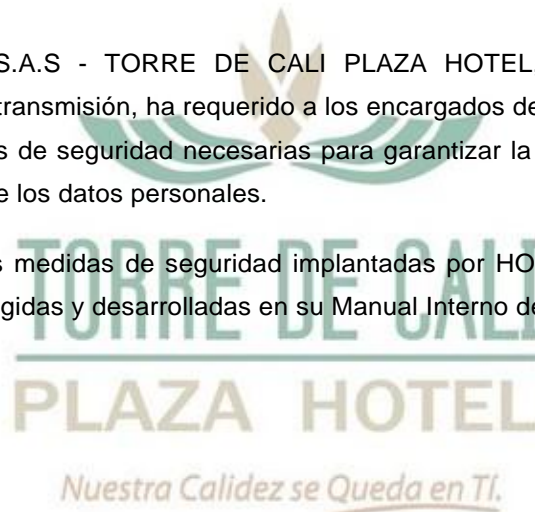 S.A.S - TORRE DE CALI PLAZA HOTEL
transmisión, ha requerido a los encargados de
s de seguridad necesarias para garantizar la
e los datos personales.
s medidas de seguridad implantadas por HO
gidas y desarrolladas en su Manual Interno de
TORRE DE CALI
PLAZA HOTEL
Nuestra Calidez se Queda en Tí.